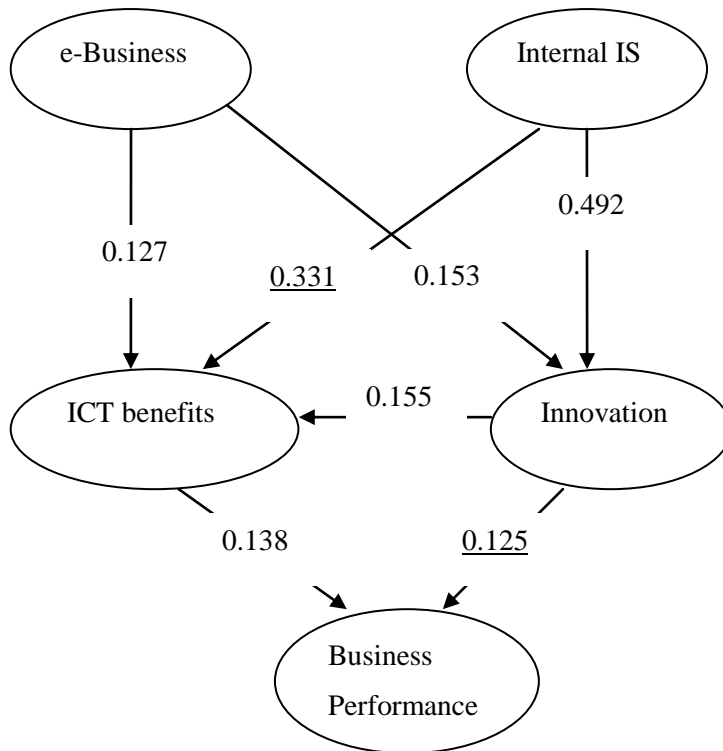 e-Business
Internal IS
0.492
0.127
0.331
0.153
ICT benefits
0.155
Innovation
0.138
0.125
Business
Performance